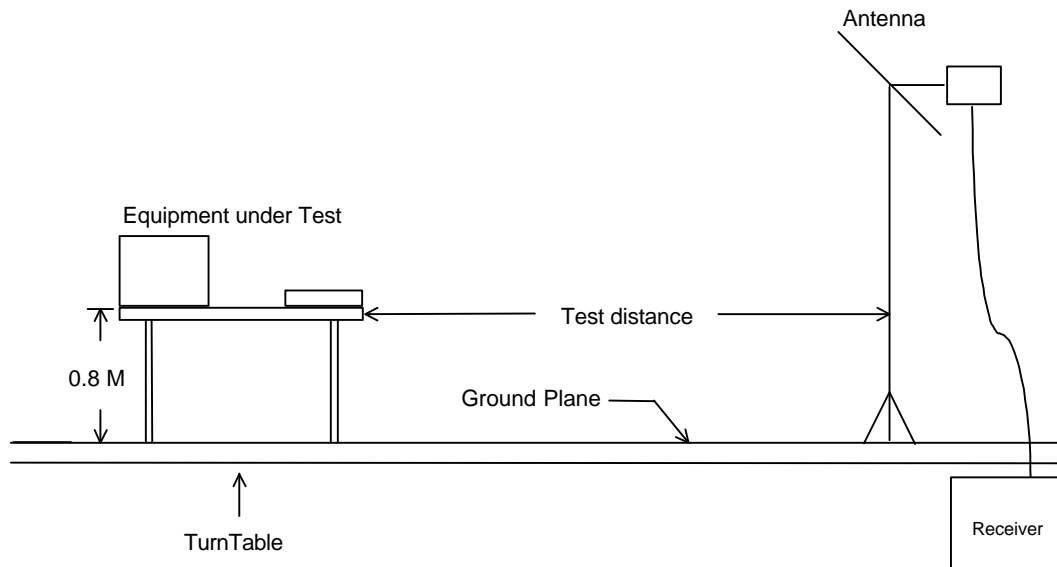 Antenna
Equipment under Test
Test distance
0.8 M
Ground Plane
TurnTable
Receiver